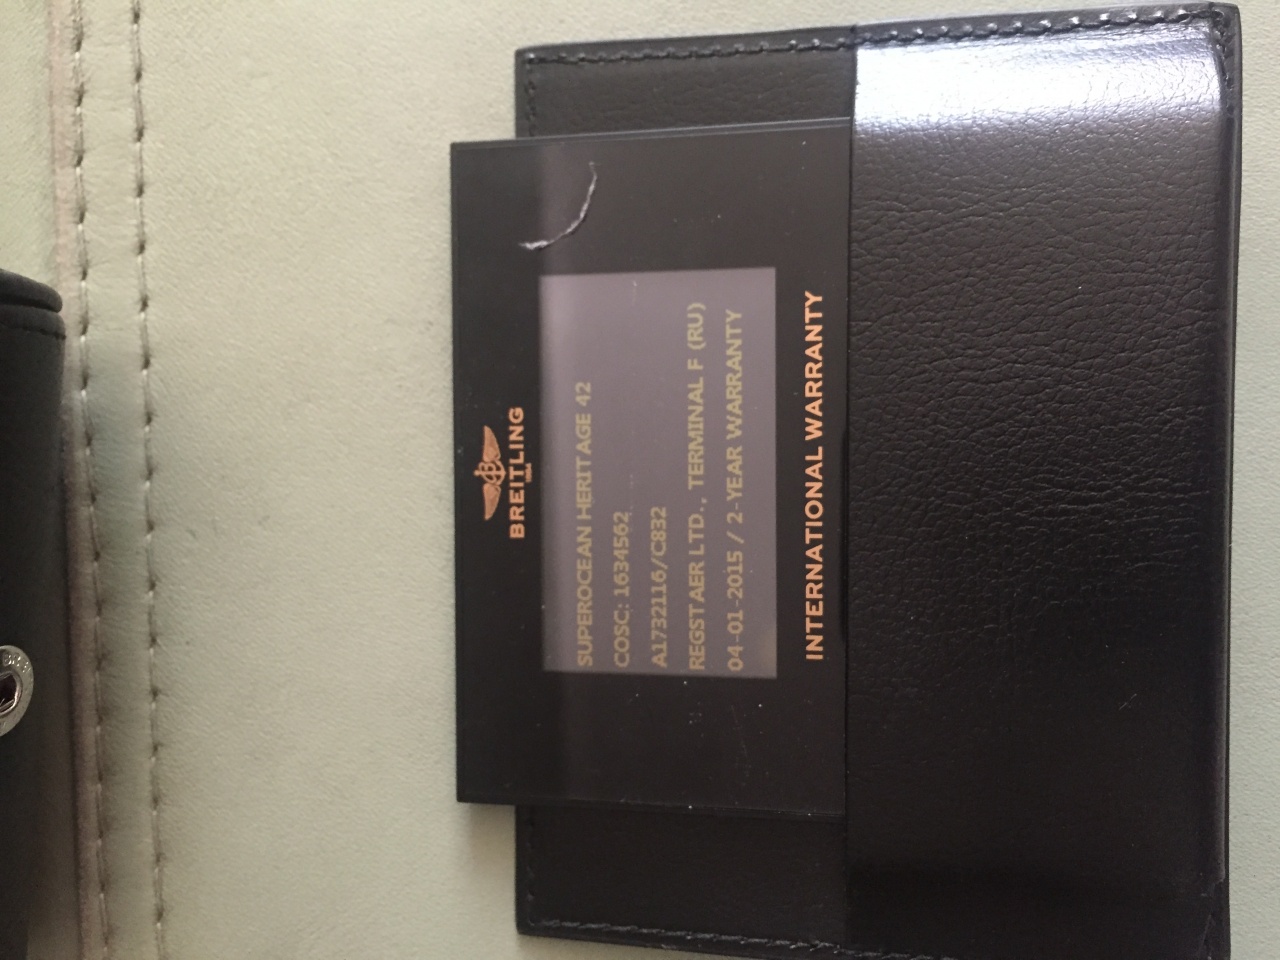 BREITLING
1884
SUPEROCEAN HERITAGE 42
COSC: 1634562
A1732116/C832
REGSTAER LTD., TERMINAL F (RU)
04-01-2015 / 2-YEAR WARRANTY
INTERNATIONAL WARRANTY